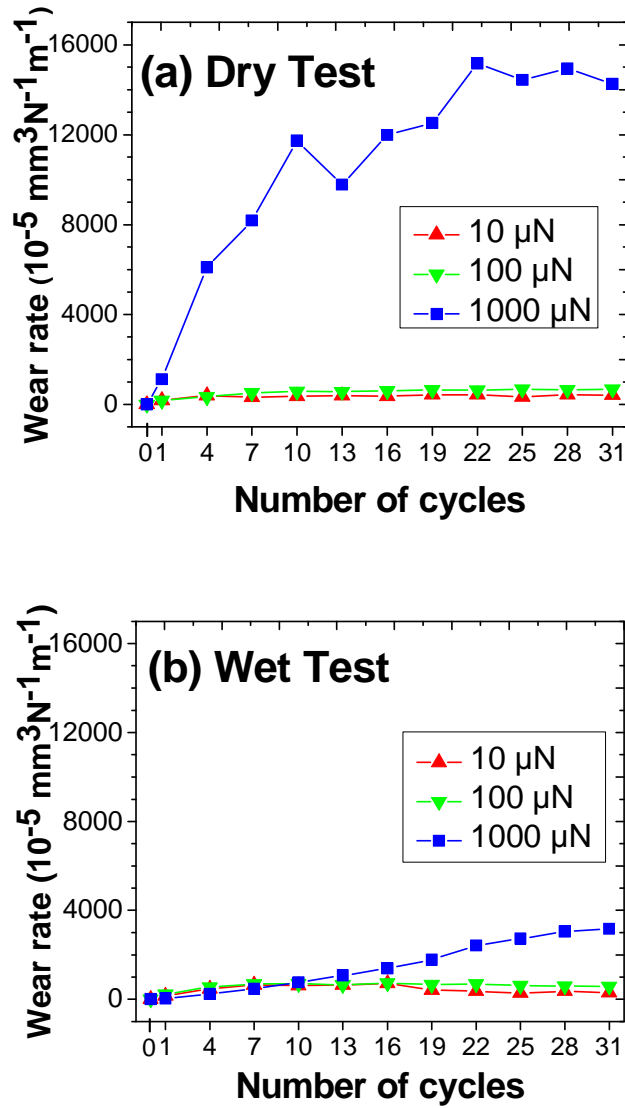 (a) Dry Test
Wear rate (10⁻⁵ mm³N⁻¹m⁻¹)
16000
12000
8000
4000
0
10 μN
100 μN
1000 μN
0 1 4 7 10 13 16 19 22 25 28 31
Number of cycles
(b) Wet Test
Wear rate (10⁻⁵ mm³N⁻¹m⁻¹)
16000
12000
8000
4000
0
10 μN
100 μN
1000 μN
0 1 4 7 10 13 16 19 22 25 28 31
Number of cycles